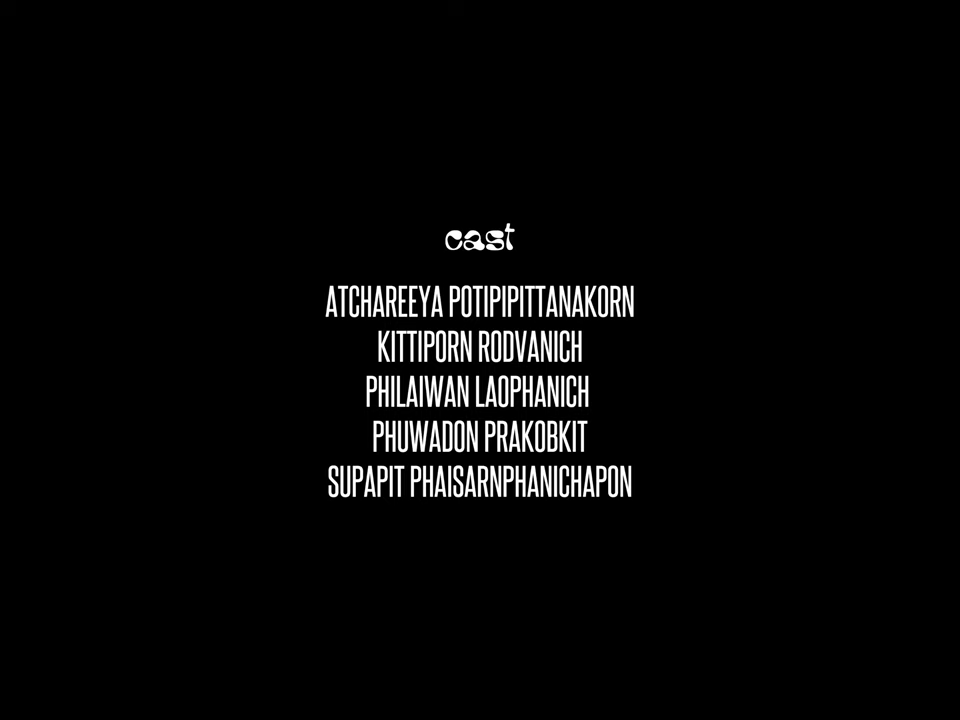 cast
ATCHAREEYA POTIPIPITTANAKORN
KITTIPORN RODVANICH
PHILAIWAN LAOPHANICH
PHUWADON PRAKOBKIT
SUPAPIT PHAISARNPHANICHAPON